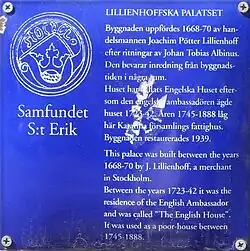 LILLIENHOFFSKA PALATSET
Byggnaden uppfördes 1668-70 av han-
delsmannen Joachim Pötter Lillienhoff
efter ritningar av Johan Tobias Albinus.
Den bevarar inredning från byggnads-
tiden i något rum.
Huset har kallats Engelska Huset efter-
som den engelska ambassadören ägde
huset 1723-42. Åren 1745-1888 låg
här Katarina församlings fattighus.
Byggnaden restaurerades 1939.
This palace was built between the years
1668-70 by J. Lillienhoff, a merchant
in Stockholm.
Between the years 1723-42 it was the
residence of the English Ambassador
and was called "The English House".
It was used as a poor-house between
1745-1888.
Samfundet
S:t Erik